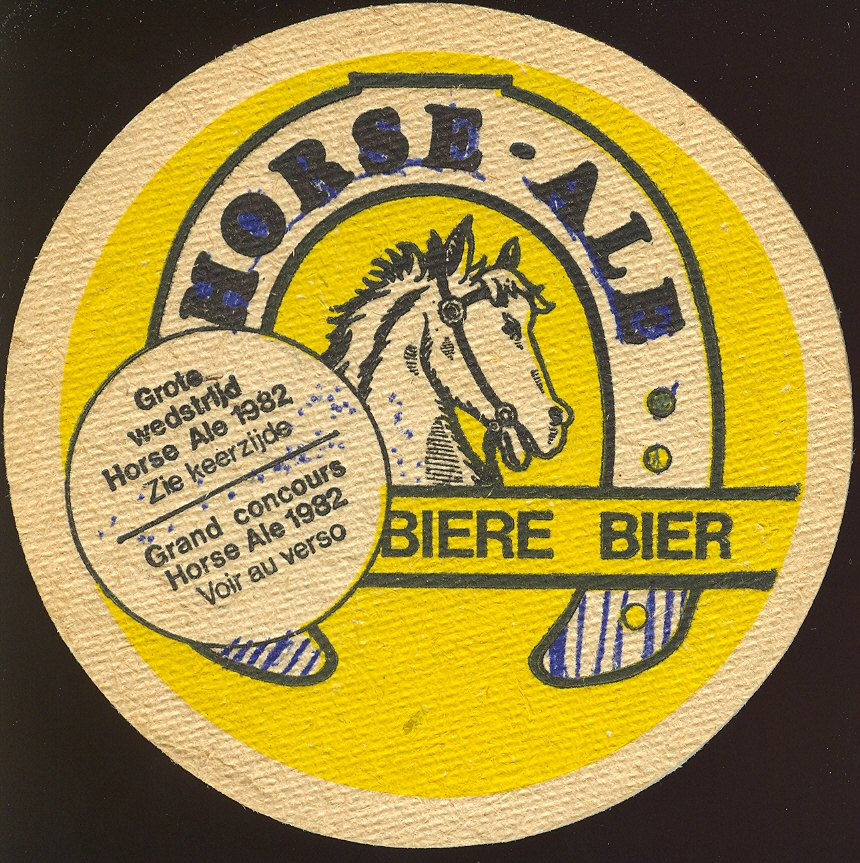 HORSE-ALE
Grote
wedstrijd
Horse Ale 1982
Zie keerzijde
Grand concours
Horse Ale 1982
Voir au verso
BIERE BIER